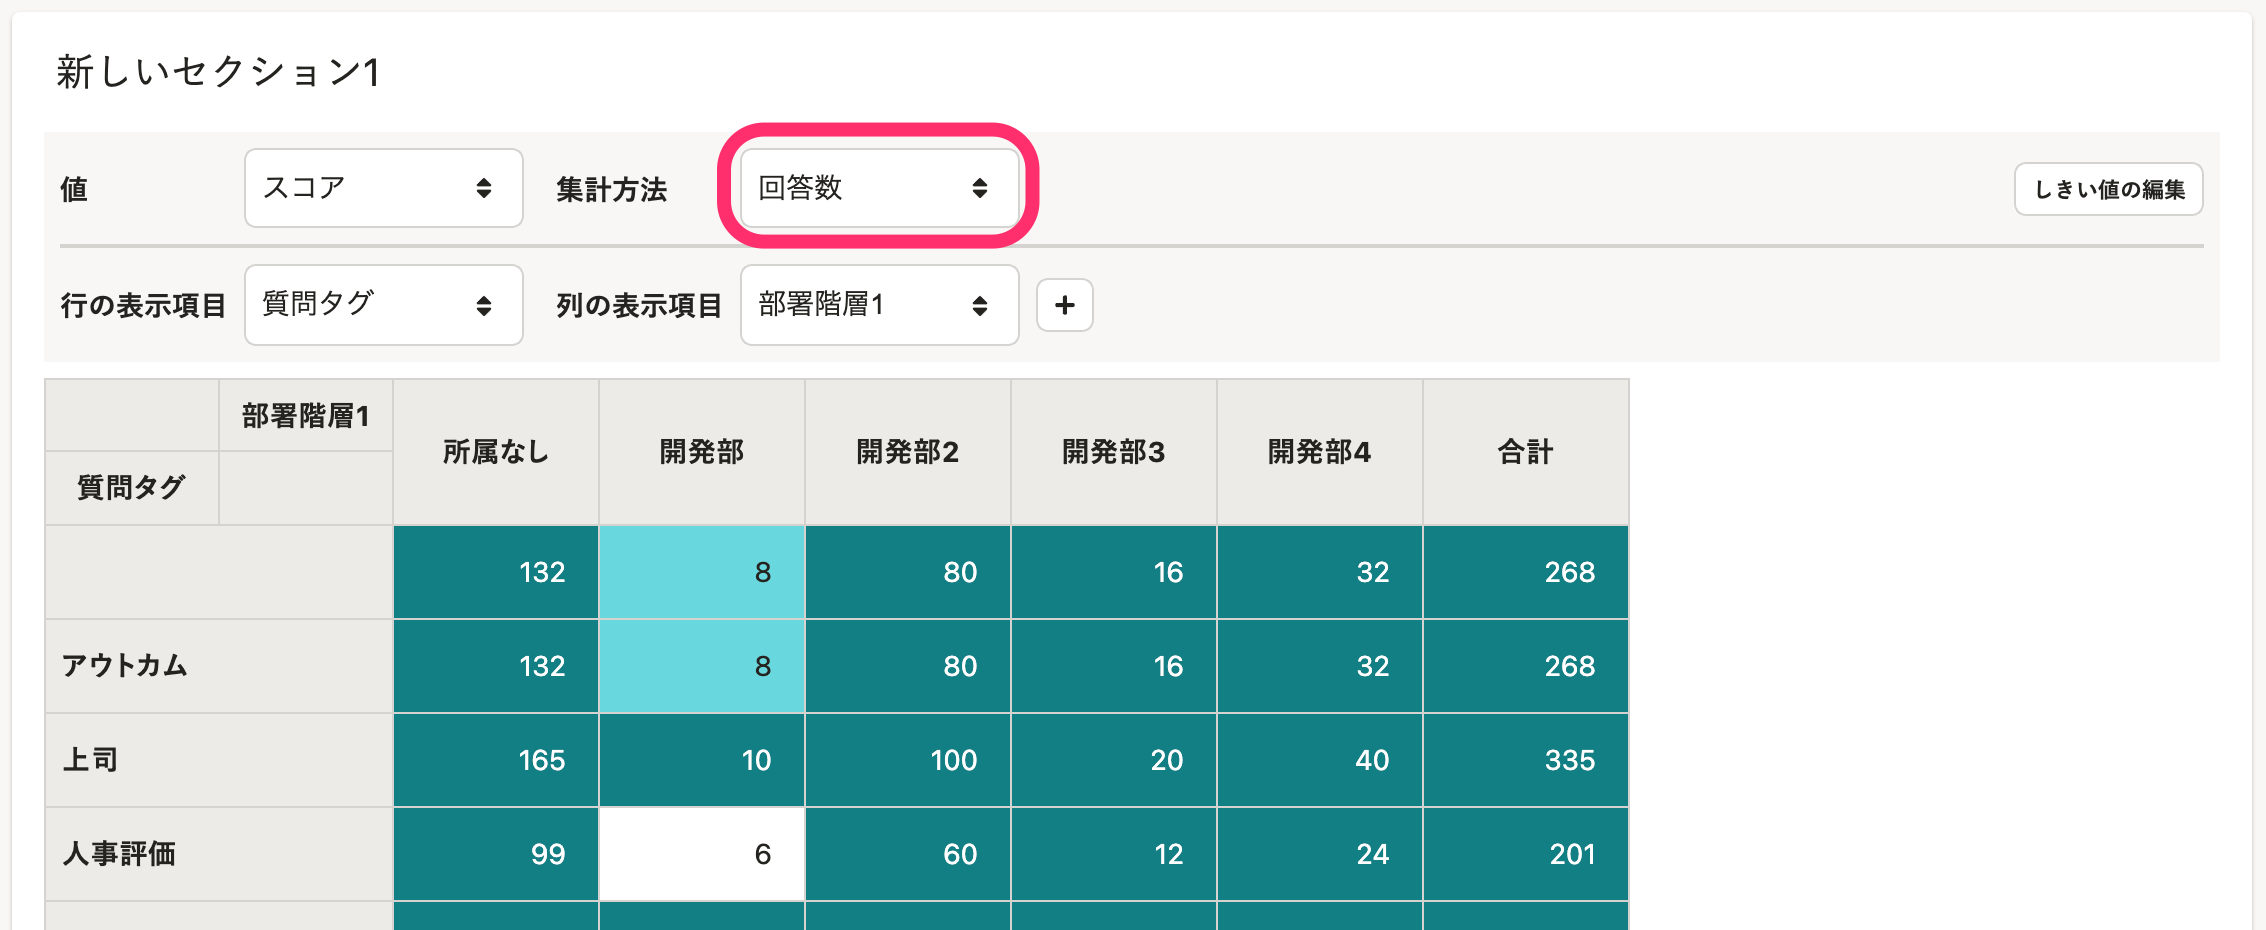 新しいセクション1
値 スコア 集計方法 回答数 しきい値の編集
行の表示項目 質問タグ 列の表示項目 部署階層1 +
部署階層1
質問タグ
所属なし 開発部 開発部2 開発部3 開発部4 合計
132 8 80 16 32 268
アウトカム 132 8 80 16 32 268
上司 165 10 100 20 40 335
人事評価 99 6 60 12 24 201